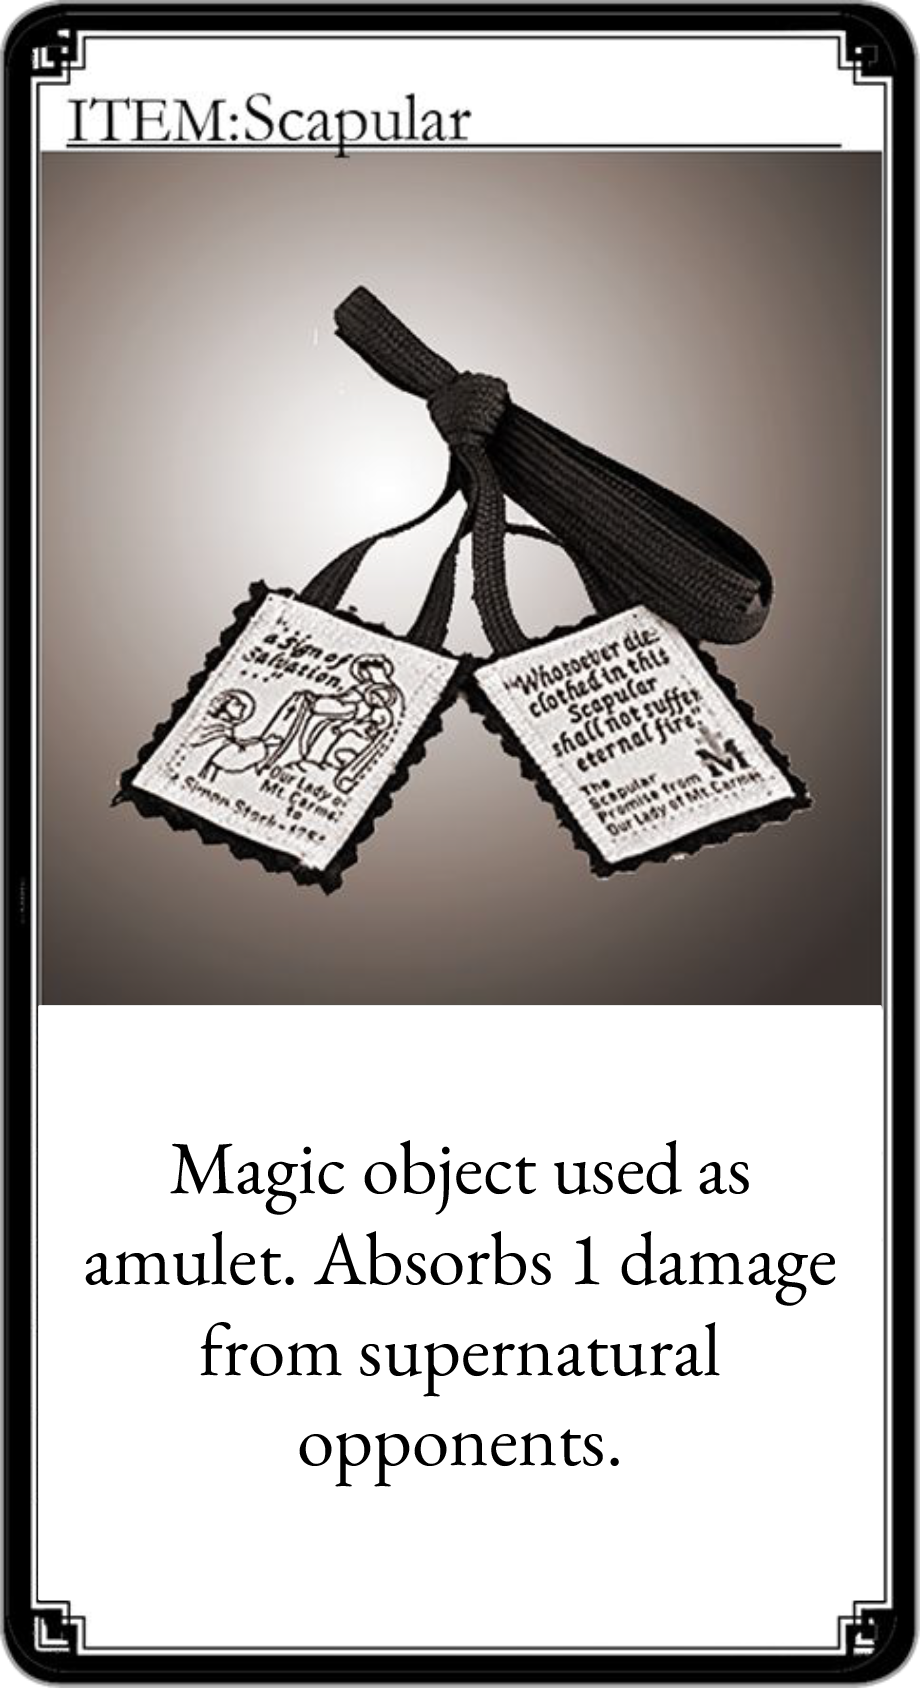 ITEM:Scapular
"...a sign of
salvation,
..."
Our Lady of
Mt. Carmel
to
Simon Stock
"Whosoever dies
clothed in this
Scapular
shall not suffer
eternal fire."
M
The
Scapular
Promise from
Our Lady of Mt. Carmel
Magic object used as
amulet. Absorbs 1 damage
from supernatural
opponents.